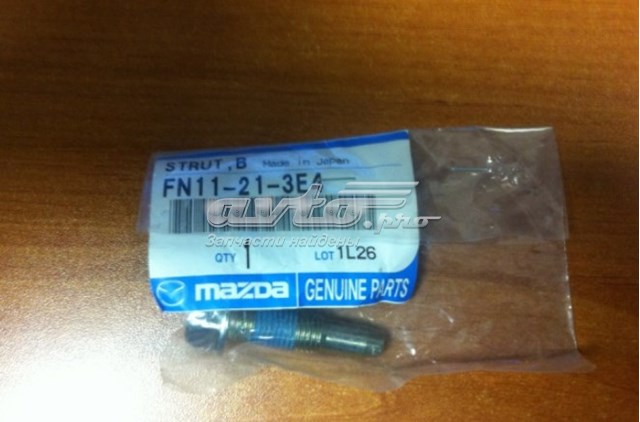 STRUT,B Made in Japan
FN11-21-3E4
avto.pro
Запчасти найдены
QTY 1 LOT 1L26
mazda GENUINE PARTS